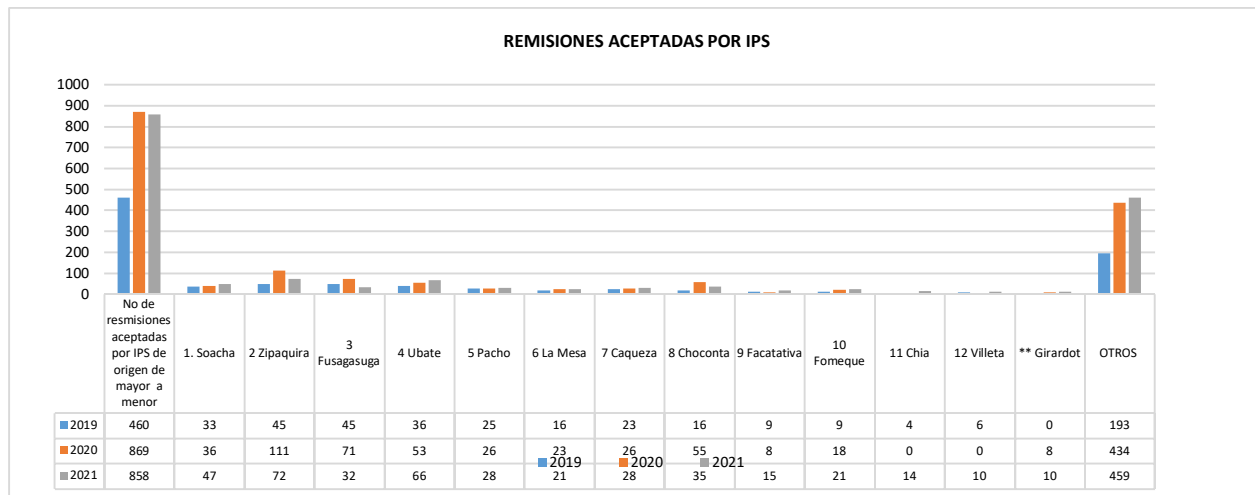 REMISIONES ACEPTADAS POR IPS
1000
900
800
700
600
500
400
300
200
100
0
No de
resmisiones
aceptadas
por IPS de
origen de
mayor a
menor
1. Soacha
2 Zipaquira
3
Fusagasuga
4 Ubate
5 Pacho
6 La Mesa
7 Caqueza
8 Choconta
9 Facatativa
10
Fomeque
11 Chia
12 Villeta
** Girardot
OTROS
2019 460 33 45 45 36 25 16 23 16 9 9 4 6 0 193
2020 869 36 111 71 53 26 23 26 55 8 18 0 0 8 434
2019 2020 2021
2021 858 47 72 32 66 28 21 28 35 15 21 14 10 10 459